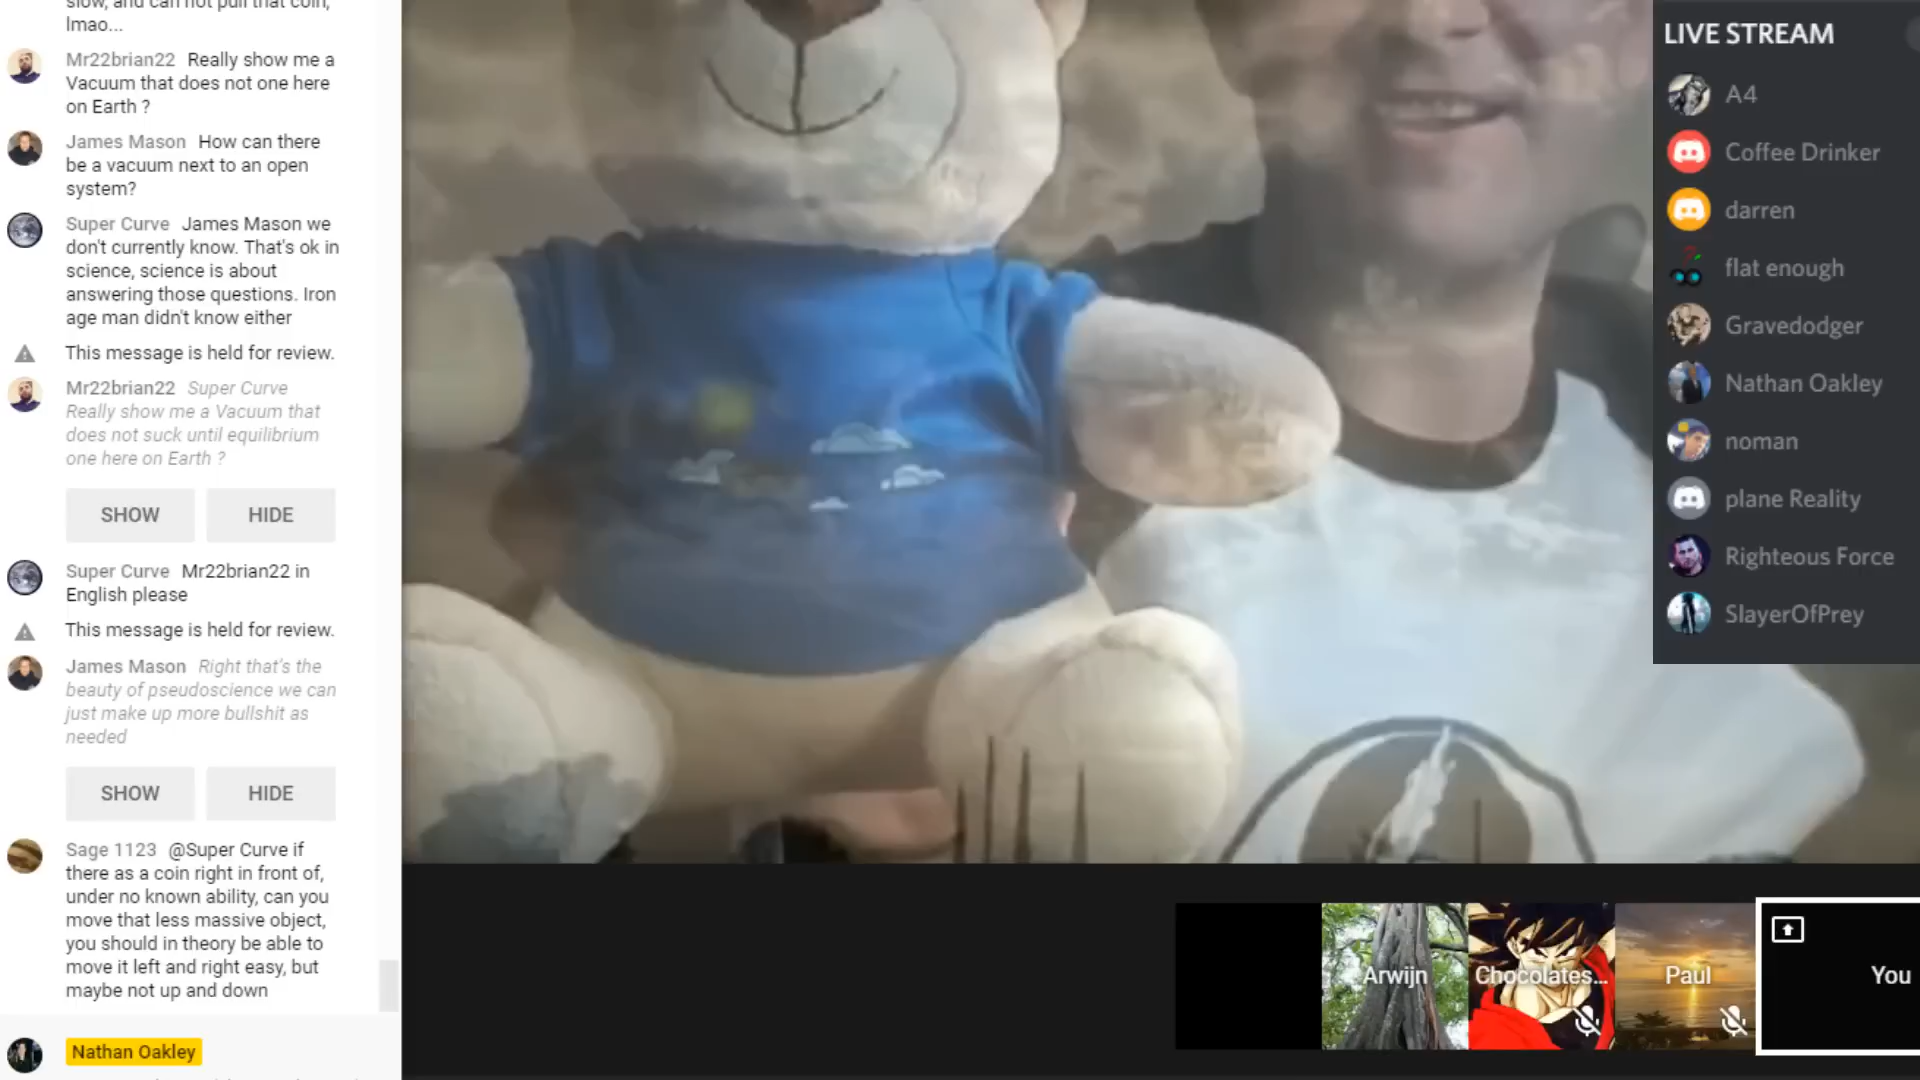 slow, and can not pull that coin,
lmao...
Mr22brian22 Really show me a
Vacuum that does not one here
on Earth ?
James Mason How can there
be a vacuum next to an open
system?
Super Curve James Mason we
don't currently know. That's ok in
science, science is about
answering those questions. Iron
age man didn't know either
This message is held for review.
Mr22brian22 Super Curve
Really show me a Vacuum that
does not suck until equilibrium
one here on Earth ?
SHOW HIDE
Super Curve Mr22brian22 in
English please
This message is held for review.
James Mason Right that's the
beauty of pseudoscience we can
just make up more bullshit as
needed
SHOW HIDE
Sage 1123 @Super Curve if
there as a coin right in front of,
under no known ability, can you
move that less massive object,
you should in theory be able to
move it left and right easy, but
maybe not up and down
Nathan Oakley
LIVE STREAM
A4
Coffee Drinker
darren
flat enough
Gravedodger
Nathan Oakley
noman
plane Reality
Righteous Force
SlayerOfPrey
Arwijn
Chocolates...
Paul
You